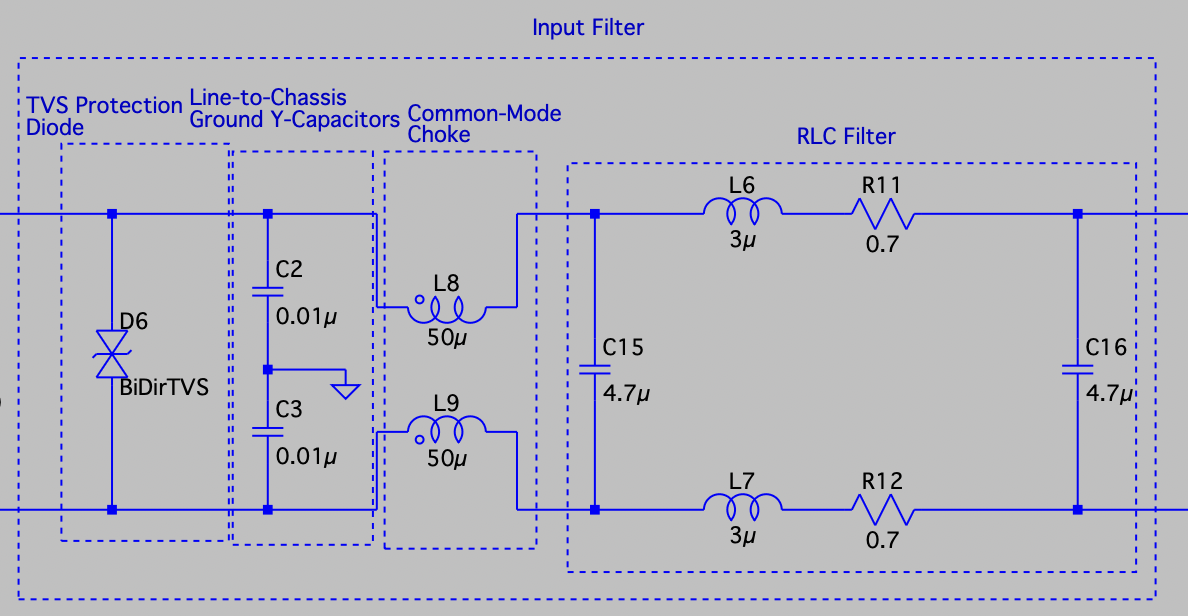 Input Filter
TVS Protection
Diode
Line-to-Chassis
Ground Y-Capacitors
Common-Mode
Choke
RLC Filter
L6
3µ
R11
0.7
C2
0.01µ
L8
50µ
D6
BiDirTVS
C15
4.7µ
C16
4.7µ
C3
0.01µ
L9
50µ
L7
3µ
R12
0.7